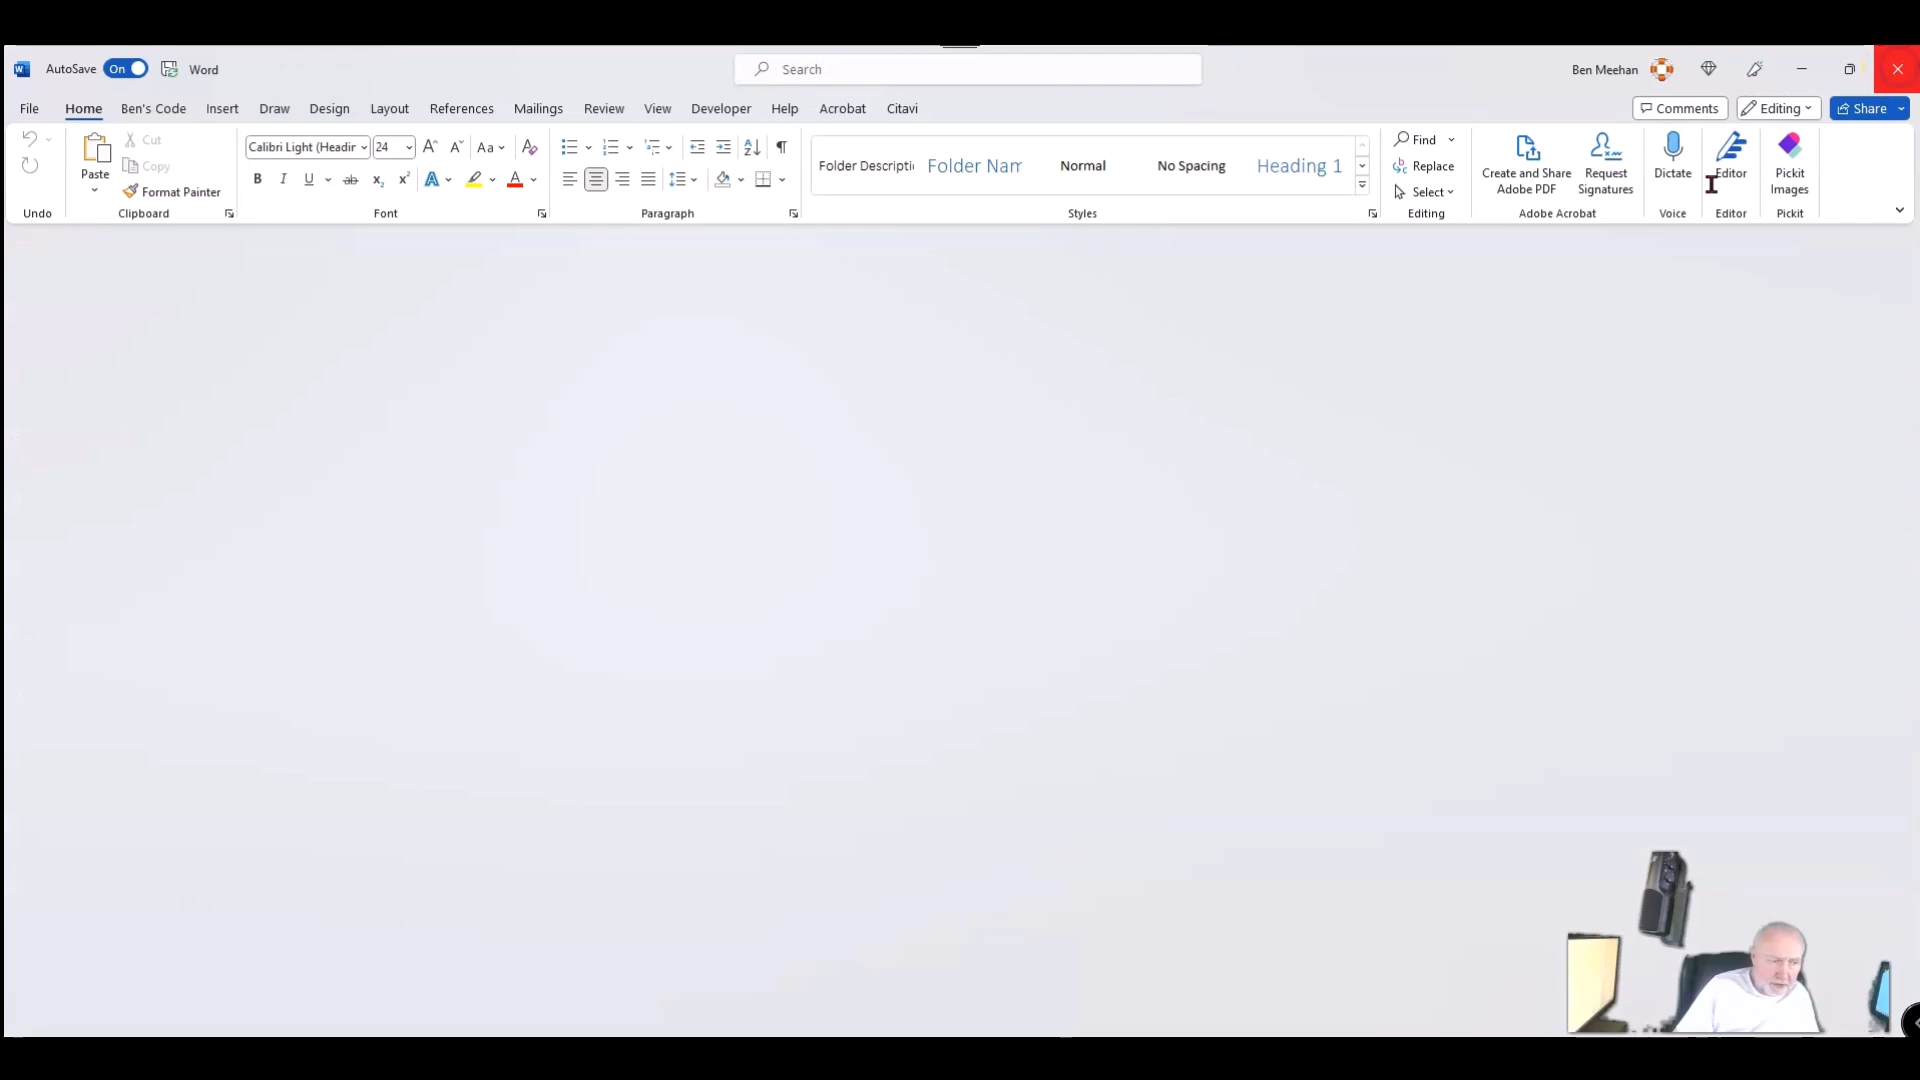 AutoSave On Word Search Ben Meehan
File Home Ben's Code Insert Draw Design Layout References Mailings Review View Developer Help Acrobat Citavi Comments Editing Share
Undo
Paste
Cut
Copy
Format Painter
Clipboard
Calibri Light (Headir 24 Aa
B I U ab x2 x2 A A
Font
Paragraph
Folder Descripti Folder Nam Normal No Spacing Heading 1
Styles
Find
Replace
Select
Editing
Create and Share
Adobe PDF
Request
Signatures
Adobe Acrobat
Dictate
Voice
Editor
Editor
Pickit
Images
Pickit